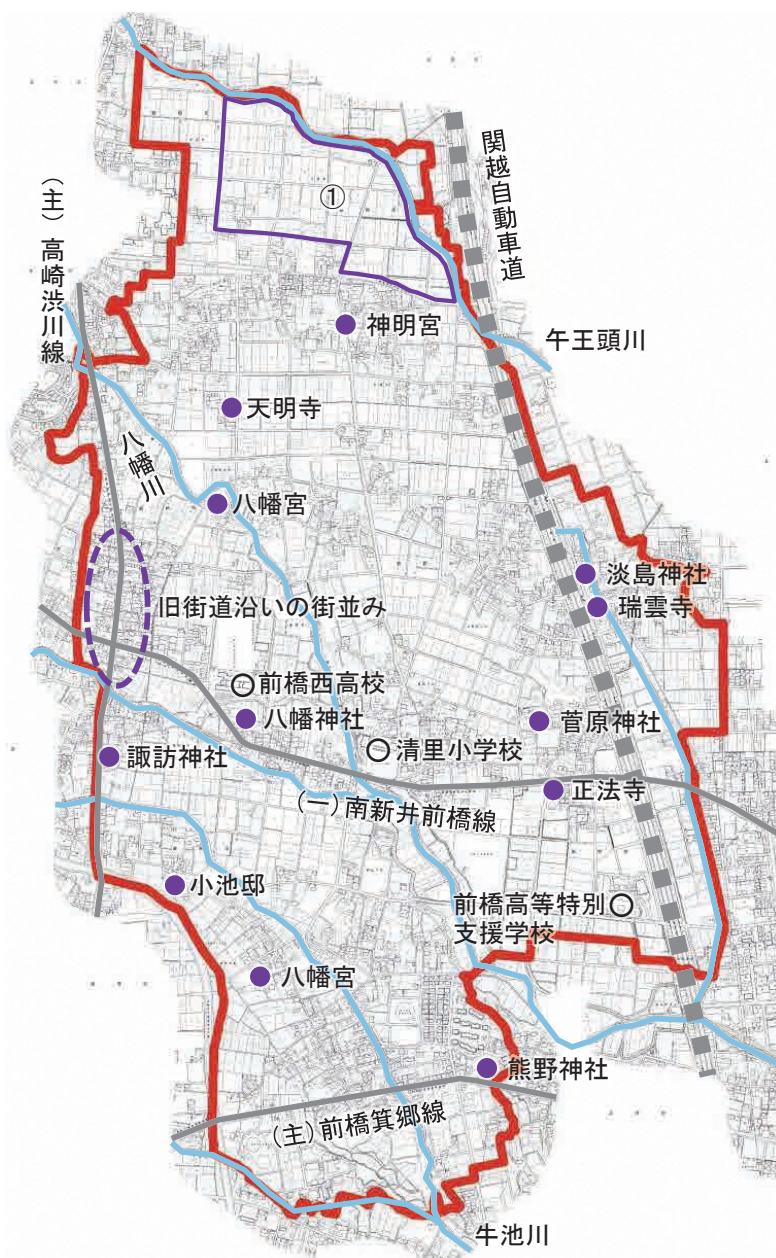 関越自動車道
①
(主)高崎渋川線
神明宮
午王頭川
天明寺
八幡川
八幡宮
淡島神社
旧街道沿いの街並み
瑞雲寺
前橋西高校
八幡神社
菅原神社
清里小学校
諏訪神社
正法寺
(一)南新井前橋線
小池邸
前橋高等特別
支援学校
八幡宮
熊野神社
(主)前橋箕郷線
牛池川